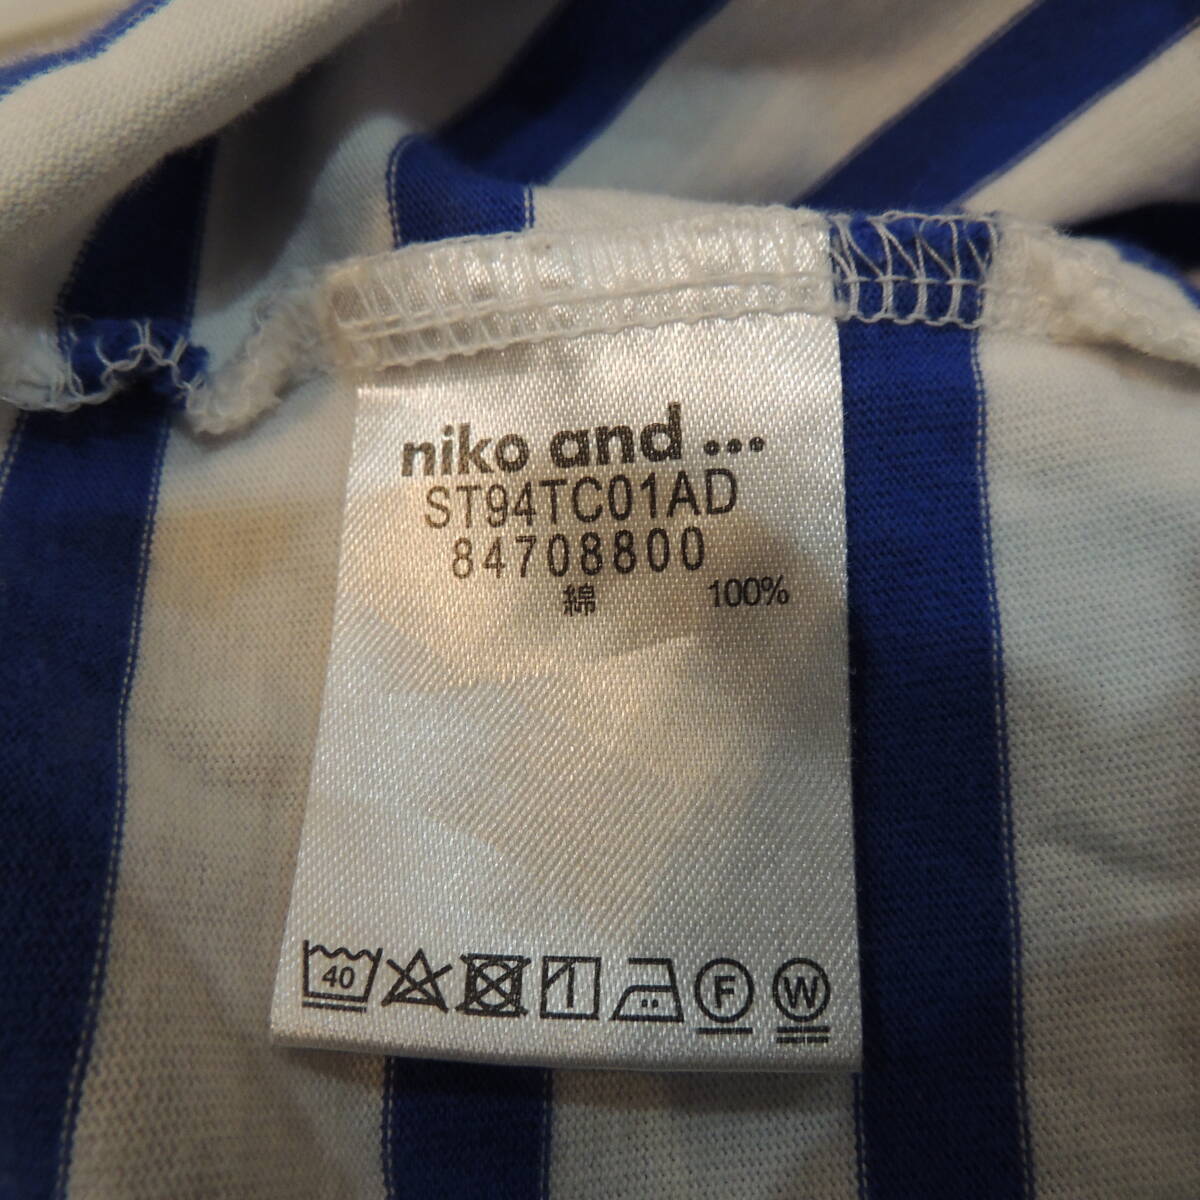 niko and ...
ST94TC01AD
84708800
綿 100%
40 F W